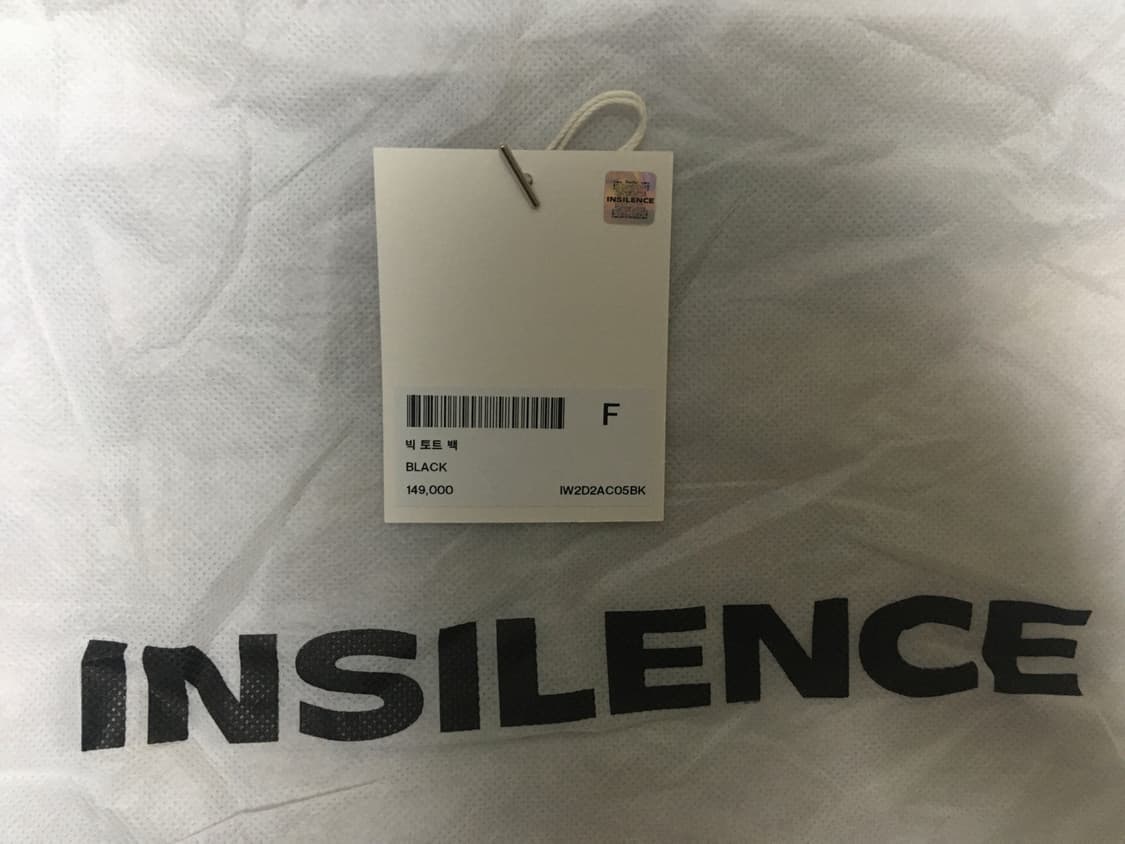 INSILENCE
F
빅 토트 백
BLACK
149,000 IW2D2AC05BK
INSILENCE